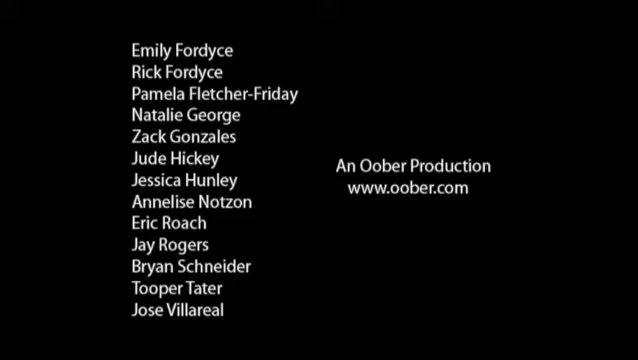 Emily Fordyce
Rick Fordyce
Pamela Fletcher-Friday
Natalie George
Zack Gonzales
Jude Hickey
Jessica Hunley
Annelise Notzon
Eric Roach
Jay Rogers
Bryan Schneider
Tooper Tater
Jose Villareal
An Oober Production
www.oober.com